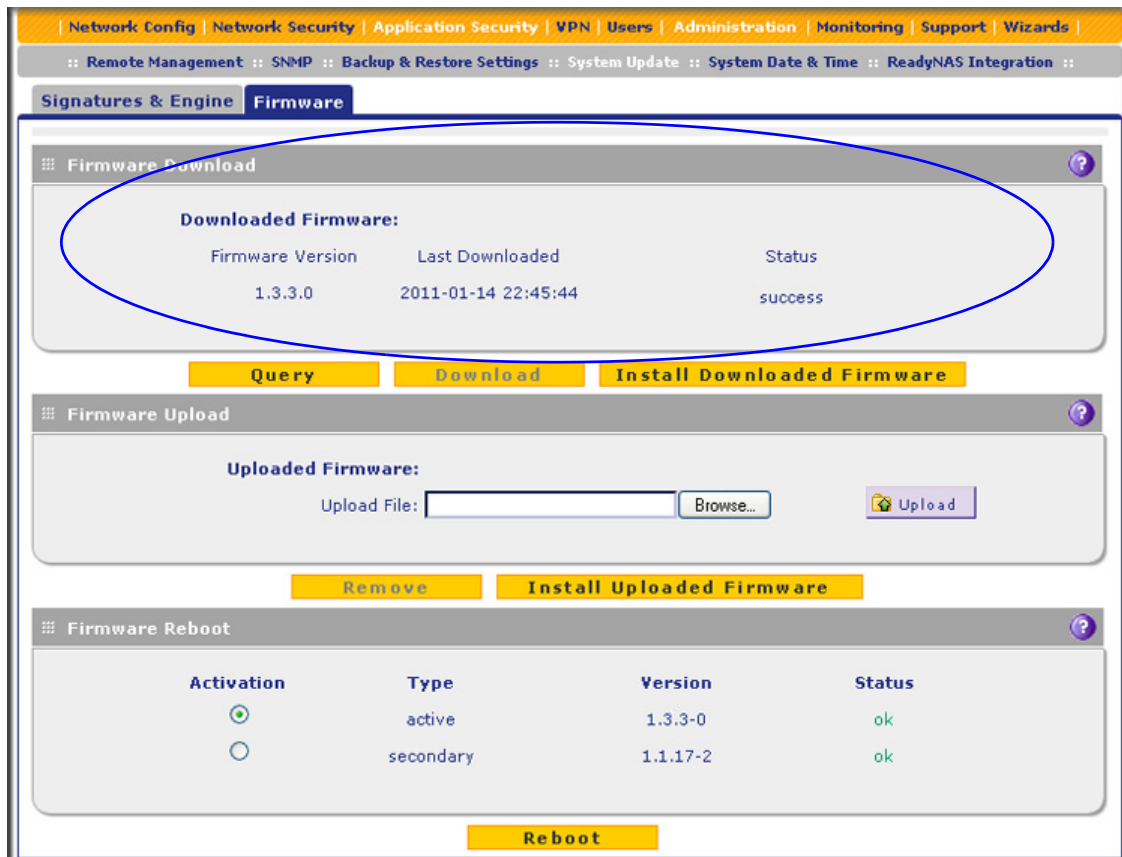 | Network Config | Network Security | Application Security | VPN | Users | Administration | Monitoring | Support | Wizards |
:: Remote Management :: SNMP :: Backup & Restore Settings :: System Update :: System Date & Time :: ReadyNAS Integration ::
Signatures & Engine Firmware
Firmware Download ?
Downloaded Firmware:
Firmware Version Last Downloaded Status
1.3.3.0 2011-01-14 22:45:44 success
Query Download Install Downloaded Firmware
Firmware Upload ?
Uploaded Firmware:
Upload File: Browse... Upload
Remove Install Uploaded Firmware
Firmware Reboot ?
Activation Type Version Status
active 1.3.3-0 ok
secondary 1.1.17-2 ok
Reboot